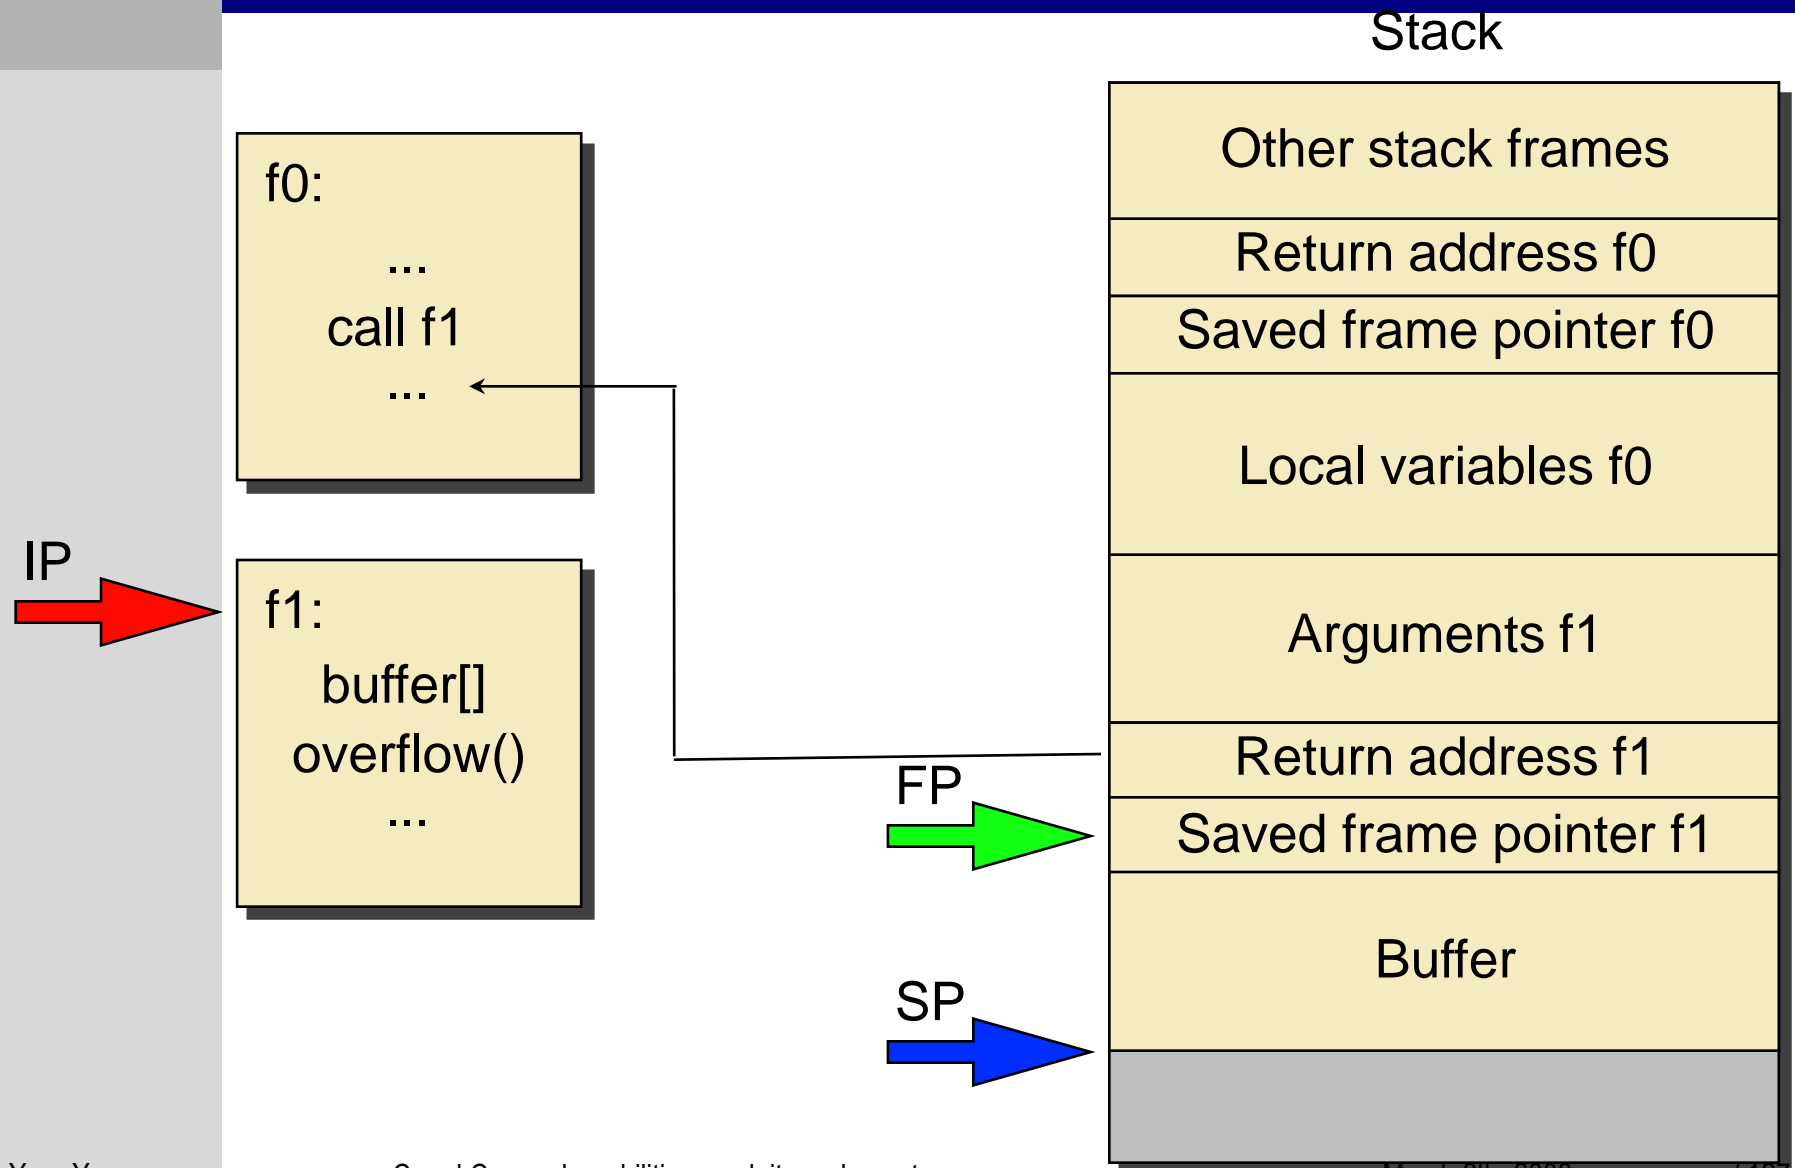 Stack
f0:
...
call f1
...
IP
f1:
buffer[]
overflow()
...
FP
SP
Other stack frames
Return address f0
Saved frame pointer f0
Local variables f0
Arguments f1
Return address f1
Saved frame pointer f1
Buffer